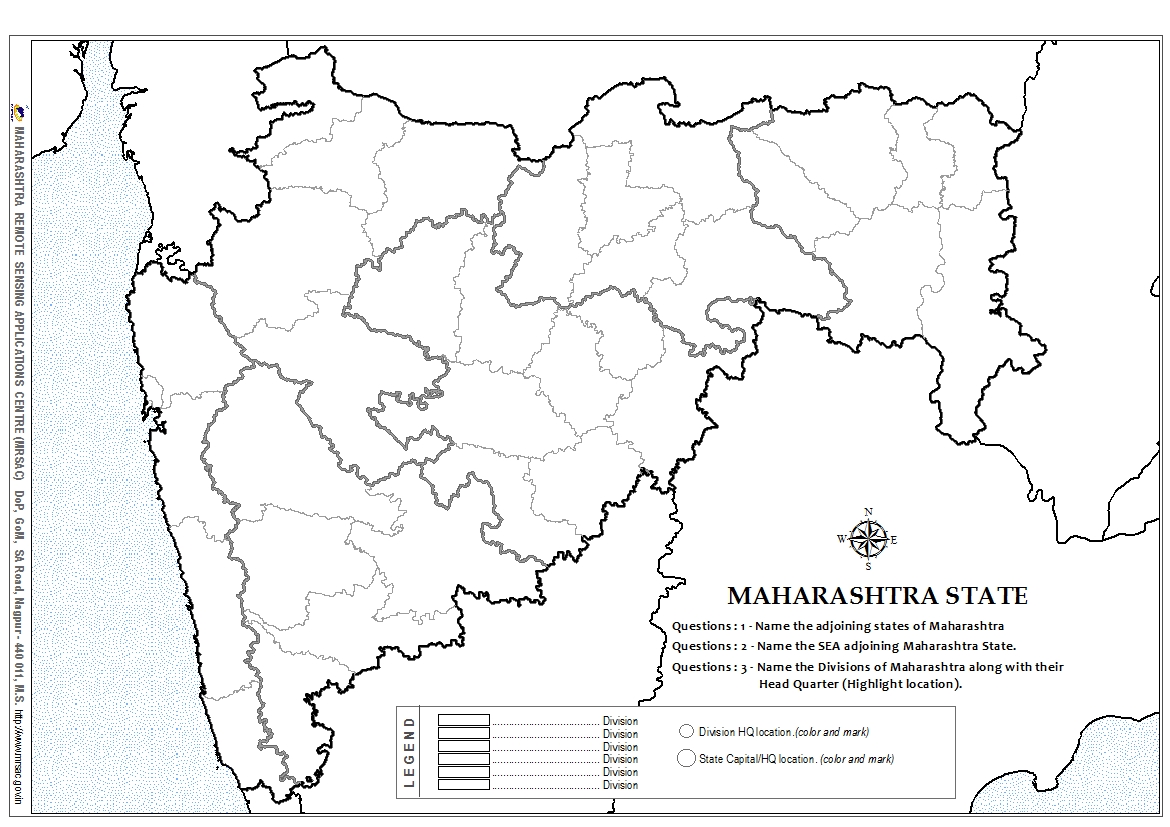 MAHARASHTRA REMOTE SENSING APPLICATIONS CENTRE (MRSAC) DoP, GoM, SA Road, Nagpur - 440 011, M.S. http://www.mrsac.gov.in
N
W E
S
MAHARASHTRA STATE
Questions : 1 - Name the adjoining states of Maharashtra
Questions : 2 - Name the SEA adjoining Maharashtra State.
Questions : 3 - Name the Divisions of Maharashtra along with their
Head Quarter (Highlight location).
LEGEND
.................................... Division
.................................... Division
.................................... Division
.................................... Division
.................................... Division
.................................... Division
Division HQ location.(color and mark)
State Capital/HQ location. (color and mark)